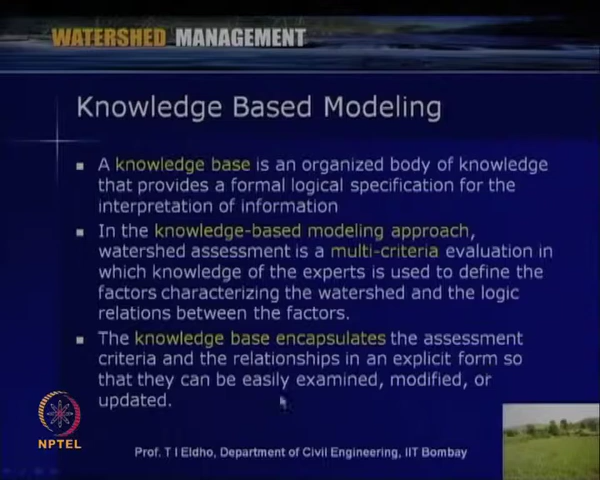 WATERSHED MANAGEMENT
Knowledge Based Modeling
A knowledge base is an organized body of knowledge
that provides a formal logical specification for the
interpretation of information
In the knowledge-based modeling approach,
watershed assessment is a multi-criteria evaluation in
which knowledge of the experts is used to define the
factors characterizing the watershed and the logic
relations between the factors.
The knowledge base encapsulates the assessment
criteria and the relationships in an explicit form so
that they can be easily examined, modified, or
updated.
NPTEL
Prof. T I Eldho, Department of Civil Engineering, IIT Bombay